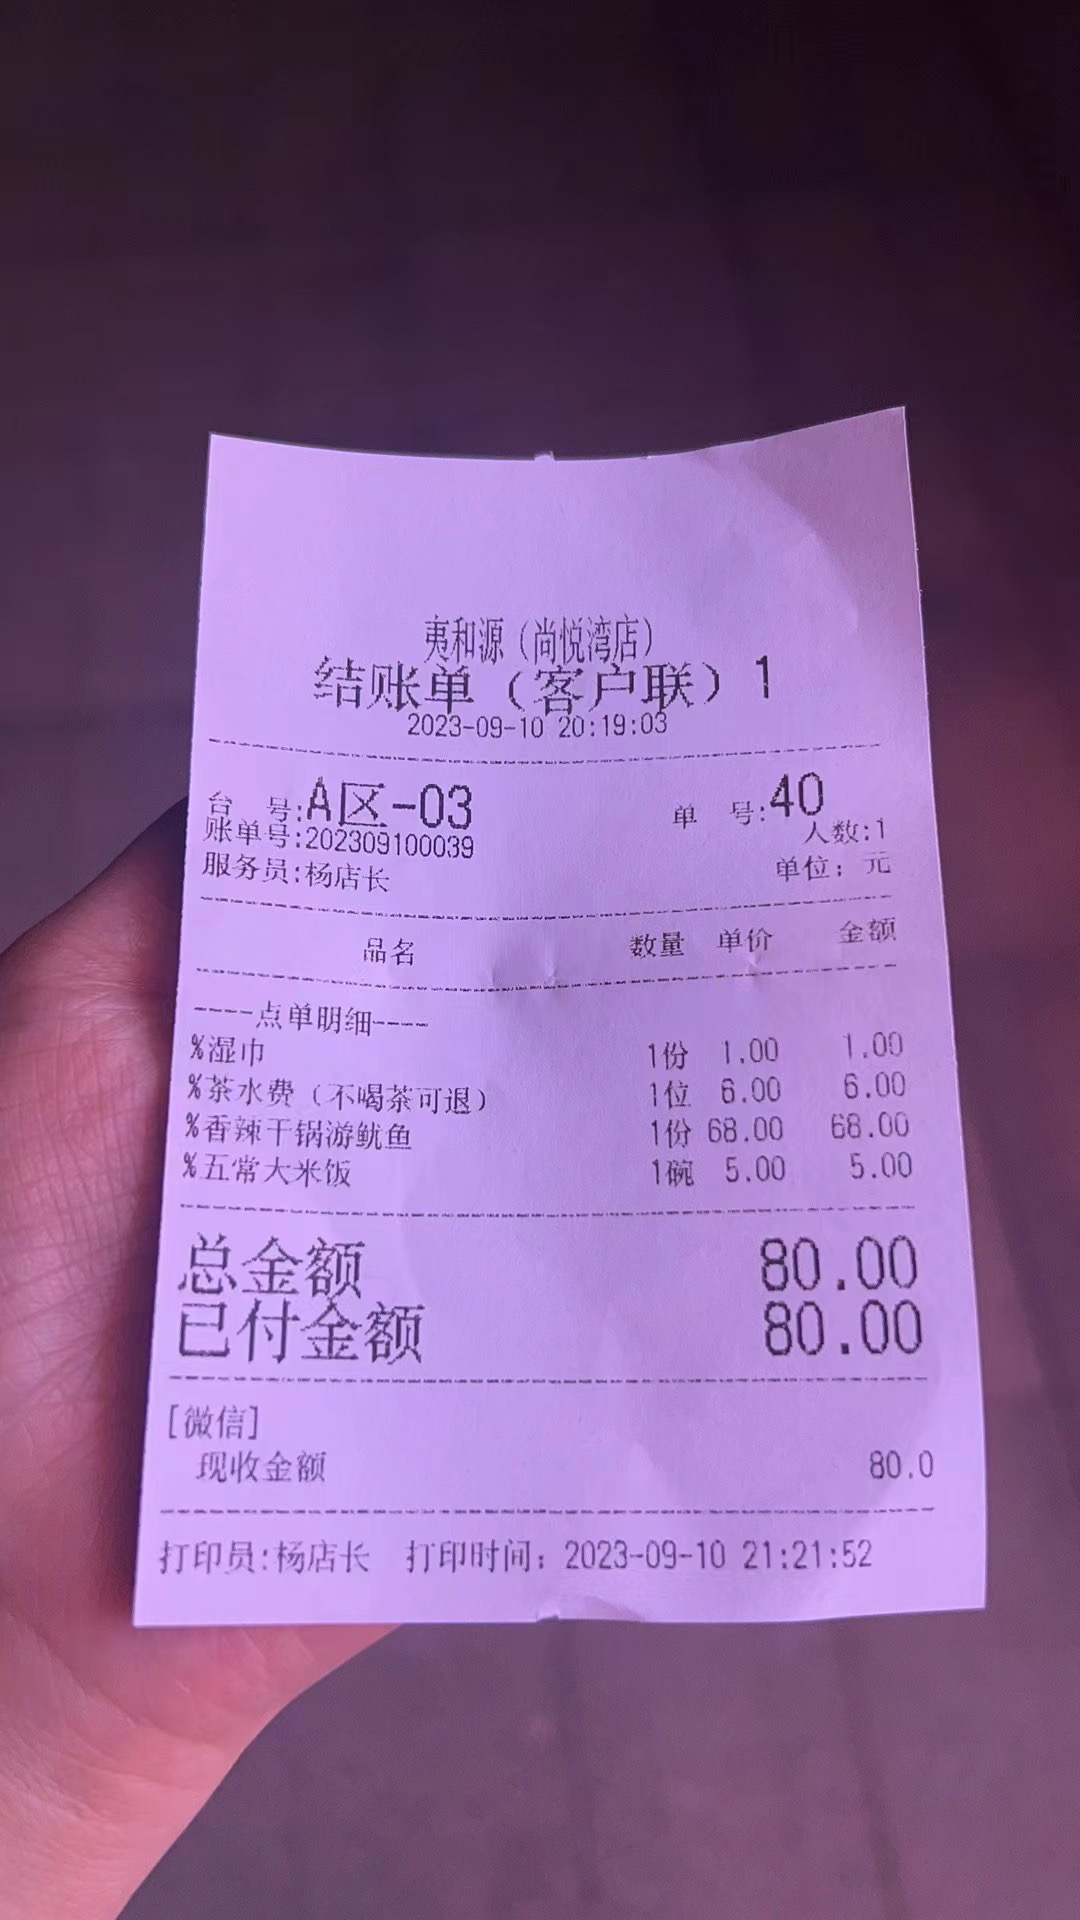 夷和源（尚悦湾店）
结账单（客户联）1
2023-09-10 20:19:03
台 号:A区-03 单 号:40
账单号:202309100039 人数:1
服务员:杨店长 单位：元
品名 数量 单价 金额
----点单明细----
%湿巾 1份 1.00 1.00
%茶水费（不喝茶可退） 1位 6.00 6.00
%香辣干锅游鱿鱼 1份 68.00 68.00
%五常大米饭 1碗 5.00 5.00
总金额 80.00
已付金额 80.00
[微信]
现收金额 80.0
打印员:杨店长 打印时间：2023-09-10 21:21:52